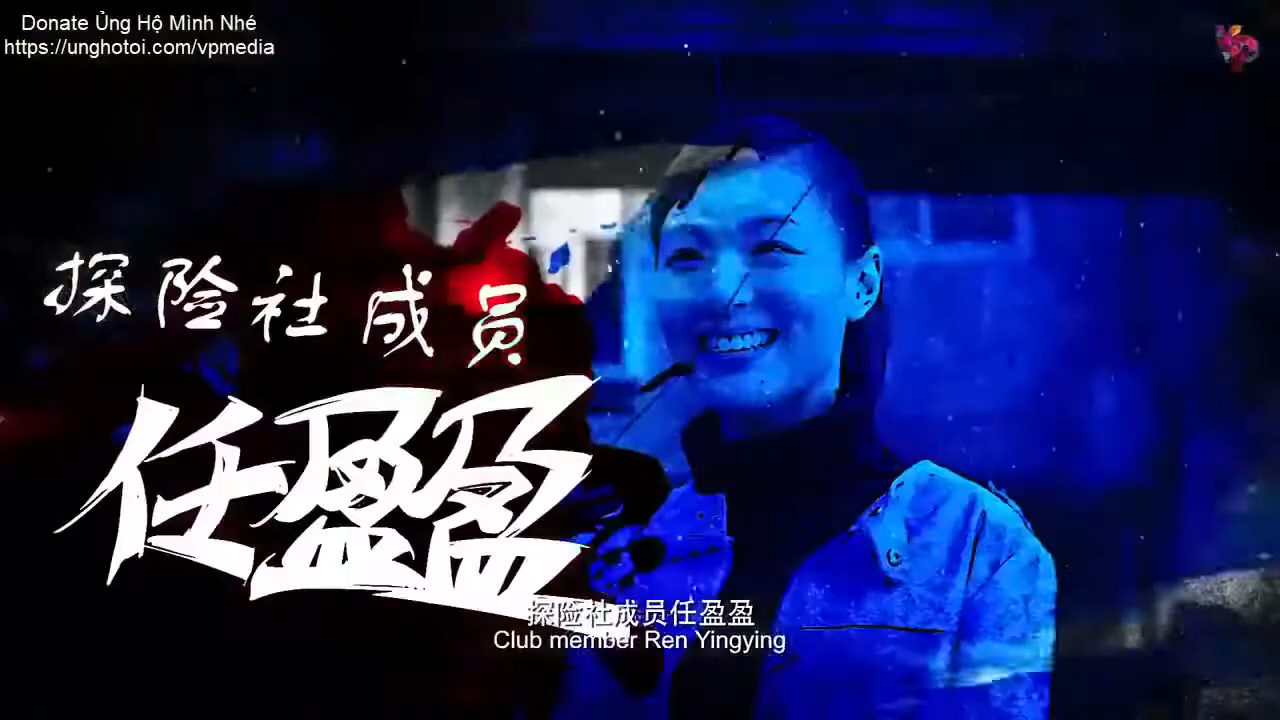 Donate Ủng Hộ Mình Nhé
https://unghotoi.com/vpmedia
VP
探险社成员
任盈盈
探险社成员任盈盈
Club member Ren Yingying